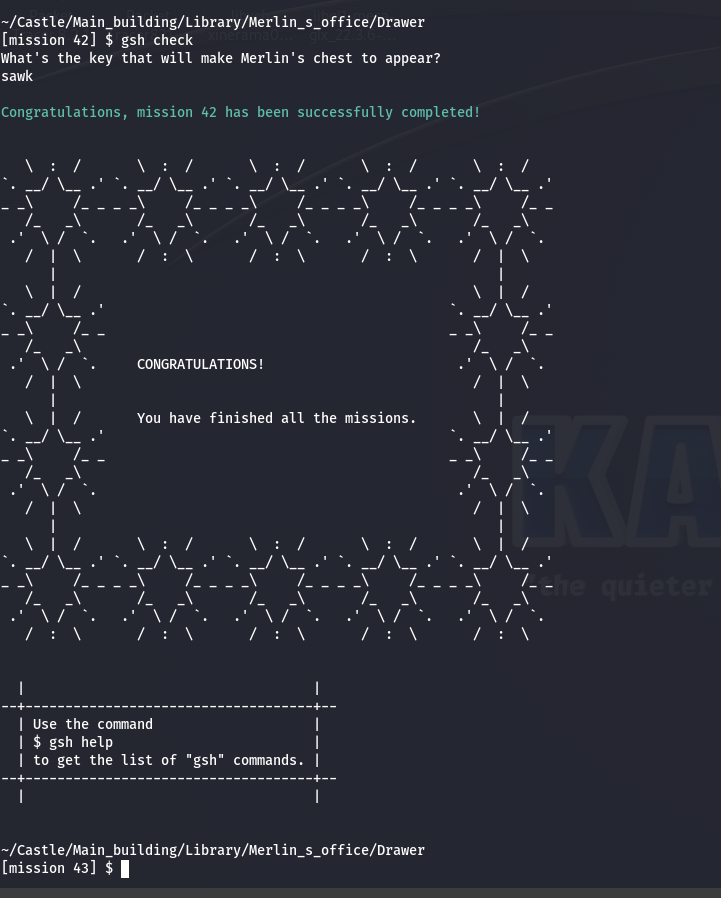 ~/Castle/Main_building/Library/Merlin_s_office/Drawer
[mission 42] $ gsh check
What's the key that will make Merlin's chest to appear?
sawk
Congratulations, mission 42 has been successfully completed!
CONGRATULATIONS!
You have finished all the missions.
Use the command
$ gsh help
to get the list of "gsh" commands.
~/Castle/Main_building/Library/Merlin_s_office/Drawer
[mission 43] $
KA
"the quieter